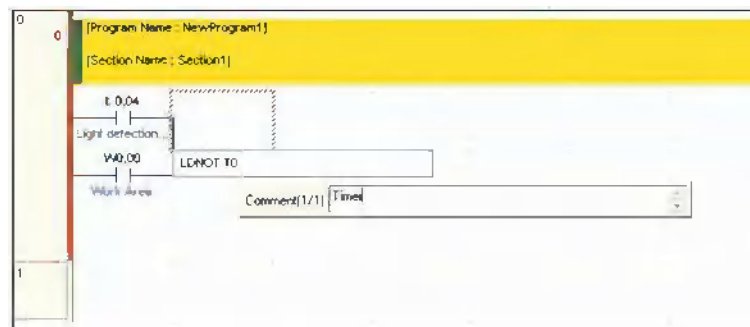 0
0
[Program Name : NewProgram1]
[Section Name : Section1]
I: 0.04
Light detection...
W0.00
LDNOT T0
Work Area
Comment(1/1) Timer
1